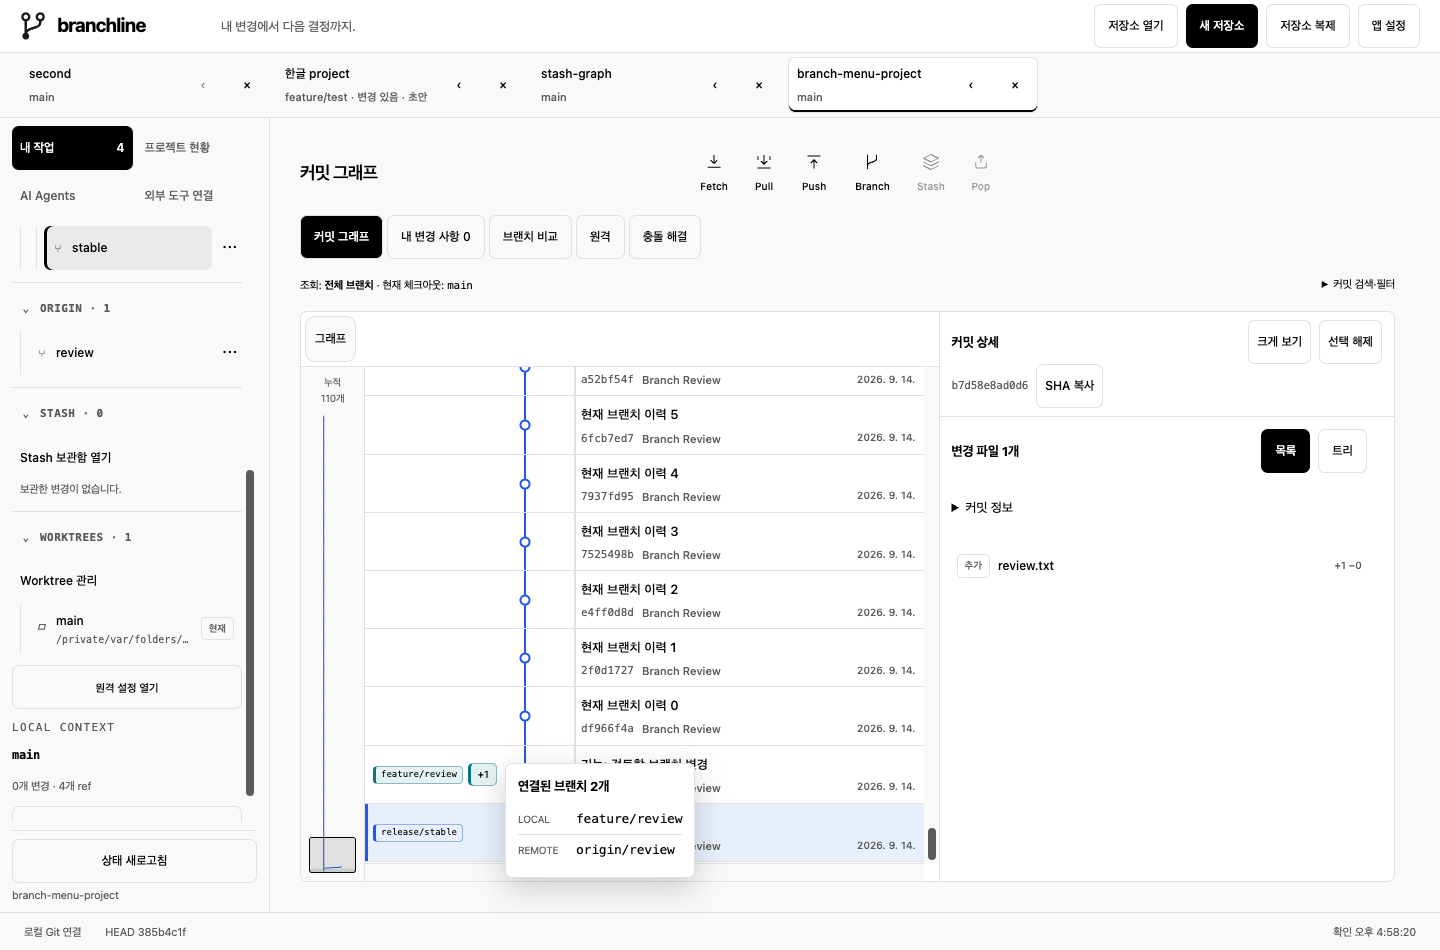 branchline
내 변경에서 다음 결정까지.
저장소 열기
새 저장소
저장소 복제
앱 설정
second
main
‹ ×
한글 project
feature/test · 변경 있음 · 초안
‹ ×
stash-graph
main
‹ ×
branch-menu-project
main
‹ ×
내 작업 4
프로젝트 현황
AI Agents
외부 도구 연결
stable
ORIGIN · 1
review
STASH · 0
Stash 보관함 열기
보관한 변경이 없습니다.
WORKTREES · 1
Worktree 관리
main
/private/var/folders/…
현재
원격 설정 열기
LOCAL CONTEXT
main
0개 변경 · 4개 ref
상태 새로고침
branch-menu-project
커밋 그래프
Fetch
Pull
Push
Branch
Stash
Pop
커밋 그래프
내 변경 사항 0
브랜치 비교
원격
충돌 해결
조회: 전체 브랜치 · 현재 체크아웃: main
▶ 커밋 검색·필터
그래프
누적
110개
a52bf54f Branch Review 2026. 9. 14.
현재 브랜치 이력 5
6fcb7ed7 Branch Review 2026. 9. 14.
현재 브랜치 이력 4
7937fd95 Branch Review 2026. 9. 14.
현재 브랜치 이력 3
7525498b Branch Review 2026. 9. 14.
현재 브랜치 이력 2
e4ff0d8d Branch Review 2026. 9. 14.
현재 브랜치 이력 1
2f0d1727 Branch Review 2026. 9. 14.
현재 브랜치 이력 0
df966f4a Branch Review 2026. 9. 14.
feature/review +1
변경
2026. 9. 14.
release/stable
2026. 9. 14.
연결된 브랜치 2개
LOCAL feature/review
REMOTE origin/review
커밋 상세
크게 보기
선택 해제
b7d58e8ad0d6
SHA 복사
변경 파일 1개
목록
트리
▶ 커밋 정보
추가 review.txt +1 −0
로컬 Git 연결
HEAD 385b4c1f
확인 오후 4:58:20